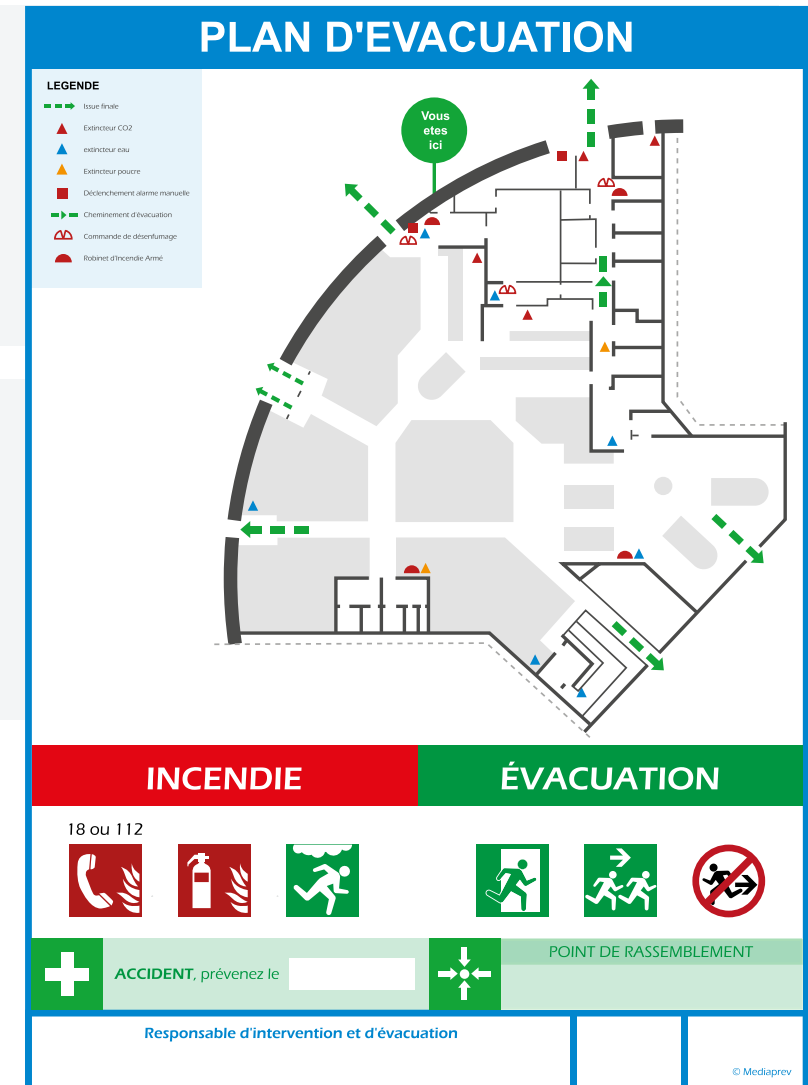 PLAN D'EVACUATION
LEGENDE
Issue finale
Extincteur CO2
extincteur eau
Extincteur poucre
Déclenchement alarme manuelle
Cheminement d'évacuation
Commande de désenfumage
Robinet d'Incendie Armé
Vous
etes
ici
INCENDIE
ÉVACUATION
18 ou 112
ACCIDENT, prévenez le
POINT DE RASSEMBLEMENT
Responsable d'intervention et d'évacuation
© Mediaprev